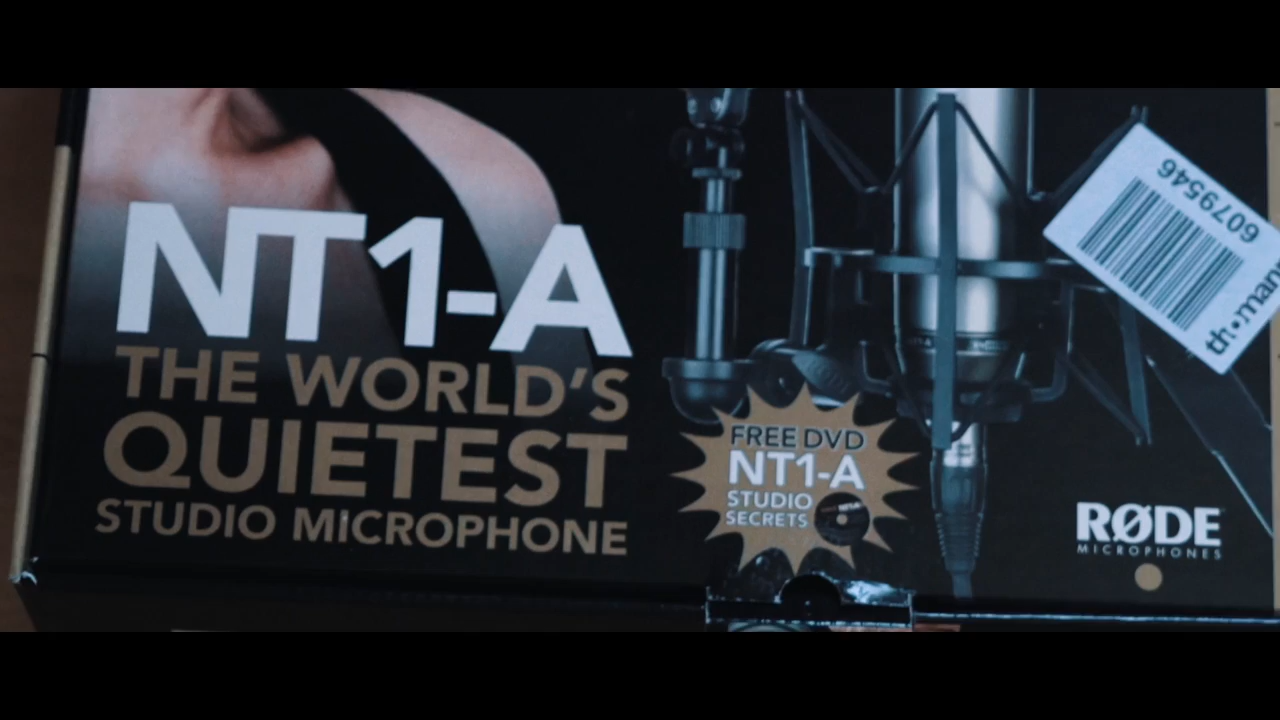 NT1-A
THE WORLD'S
QUIETEST
STUDIO MICROPHONE
FREE DVD
NT1-A
STUDIO
SECRETS
RØDE
MICROPHONES
6079546
th•mann